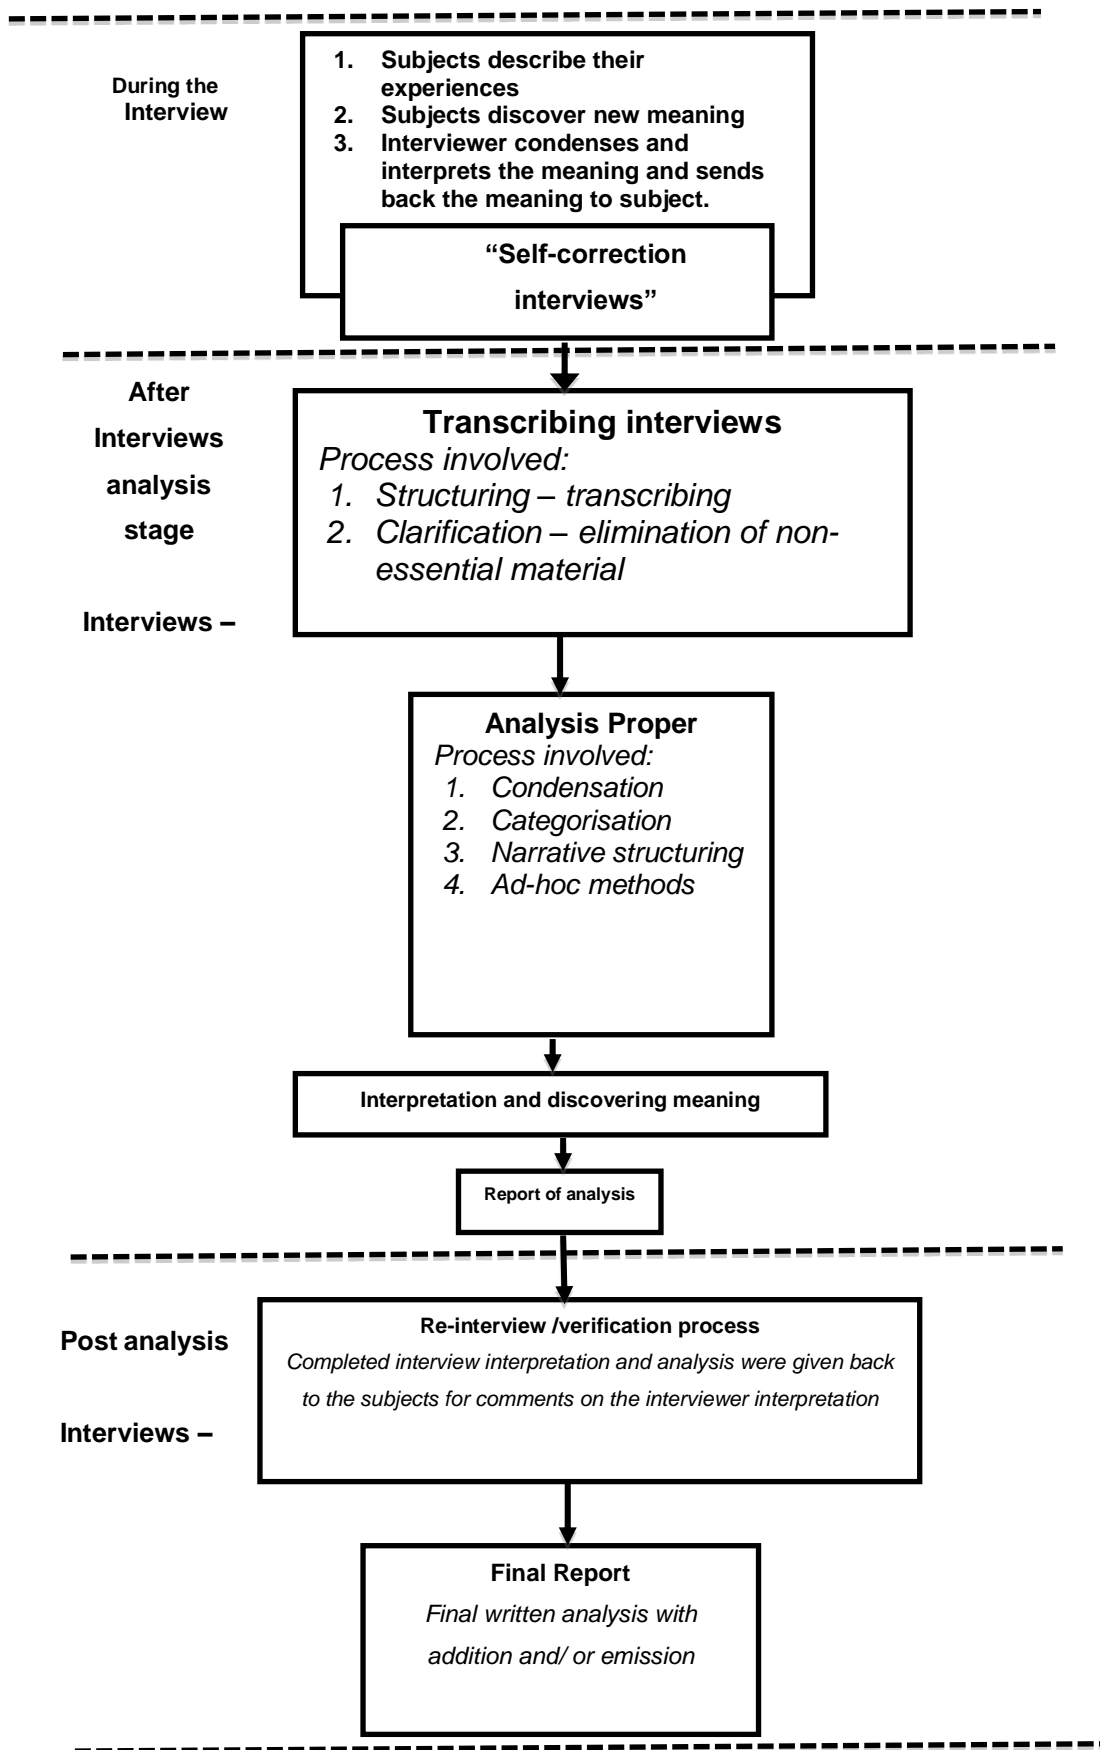 During the
Interview
1. Subjects describe their
experiences
2. Subjects discover new meaning
3. Interviewer condenses and
interprets the meaning and sends
back the meaning to subject.
“Self-correction
interviews”
After
Interviews
analysis
stage
Interviews –
Transcribing interviews
Process involved:
1. Structuring – transcribing
2. Clarification – elimination of non-
essential material
Analysis Proper
Process involved:
1. Condensation
2. Categorisation
3. Narrative structuring
4. Ad-hoc methods
Interpretation and discovering meaning
Report of analysis
Post analysis
Interviews –
Re-interview /verification process
Completed interview interpretation and analysis were given back
to the subjects for comments on the interviewer interpretation
Final Report
Final written analysis with
addition and/ or emission